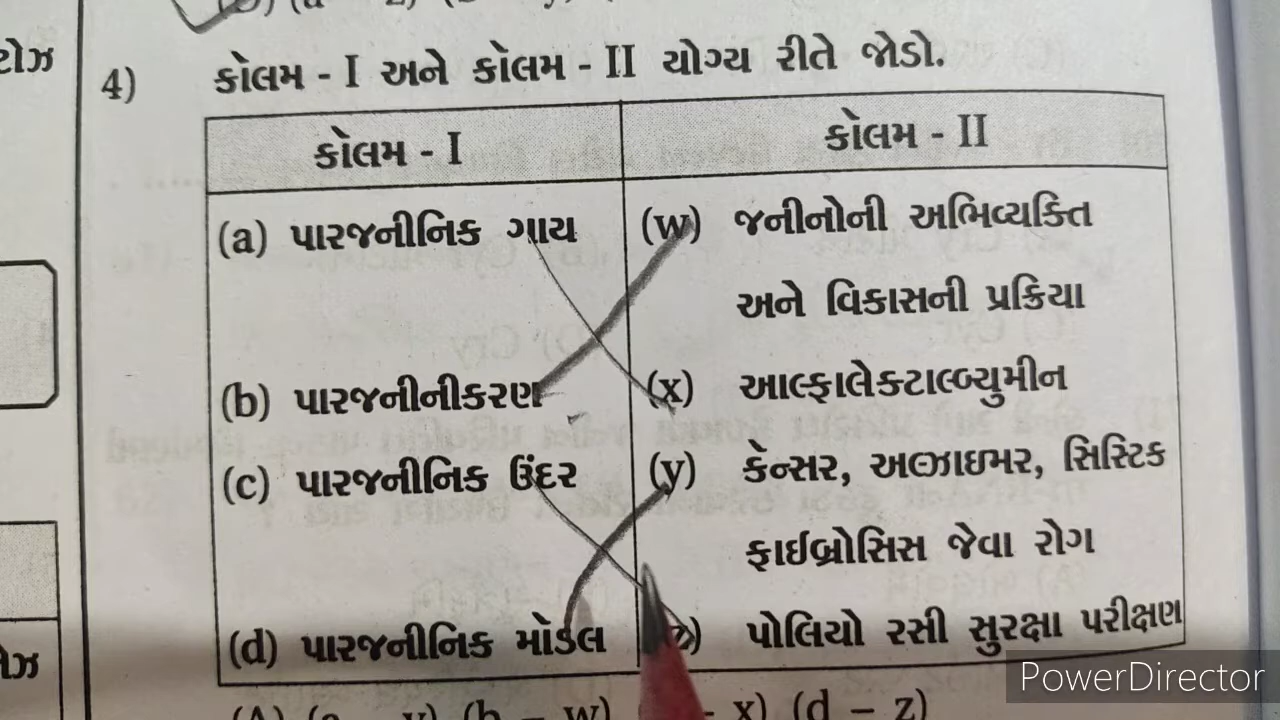 ટોઝ
4) કોલમ - I અને કોલમ - II યોગ્ય રીતે જોડો.
કોલમ - I કોલમ - II
(a) પારજનીનિક ગાય (w) જનીનોની અભિવ્યક્તિ
અને વિકાસની પ્રક્રિયા
(b) પારજનીનીકરણ (x) આલ્ફાલેક્ટાલ્બ્યુમીન
(c) પારજનીનિક ઉંદર (y) કેન્સર, અલ્ઝાઇમર, સિસ્ટિક
ફાઈબ્રોસિસ જેવા રોગ
(d) પારજનીનિક મોડલ (z) પોલિયો રસી સુરક્ષા પરીક્ષણ
PowerDirector
(b - w) - x) (d - z)